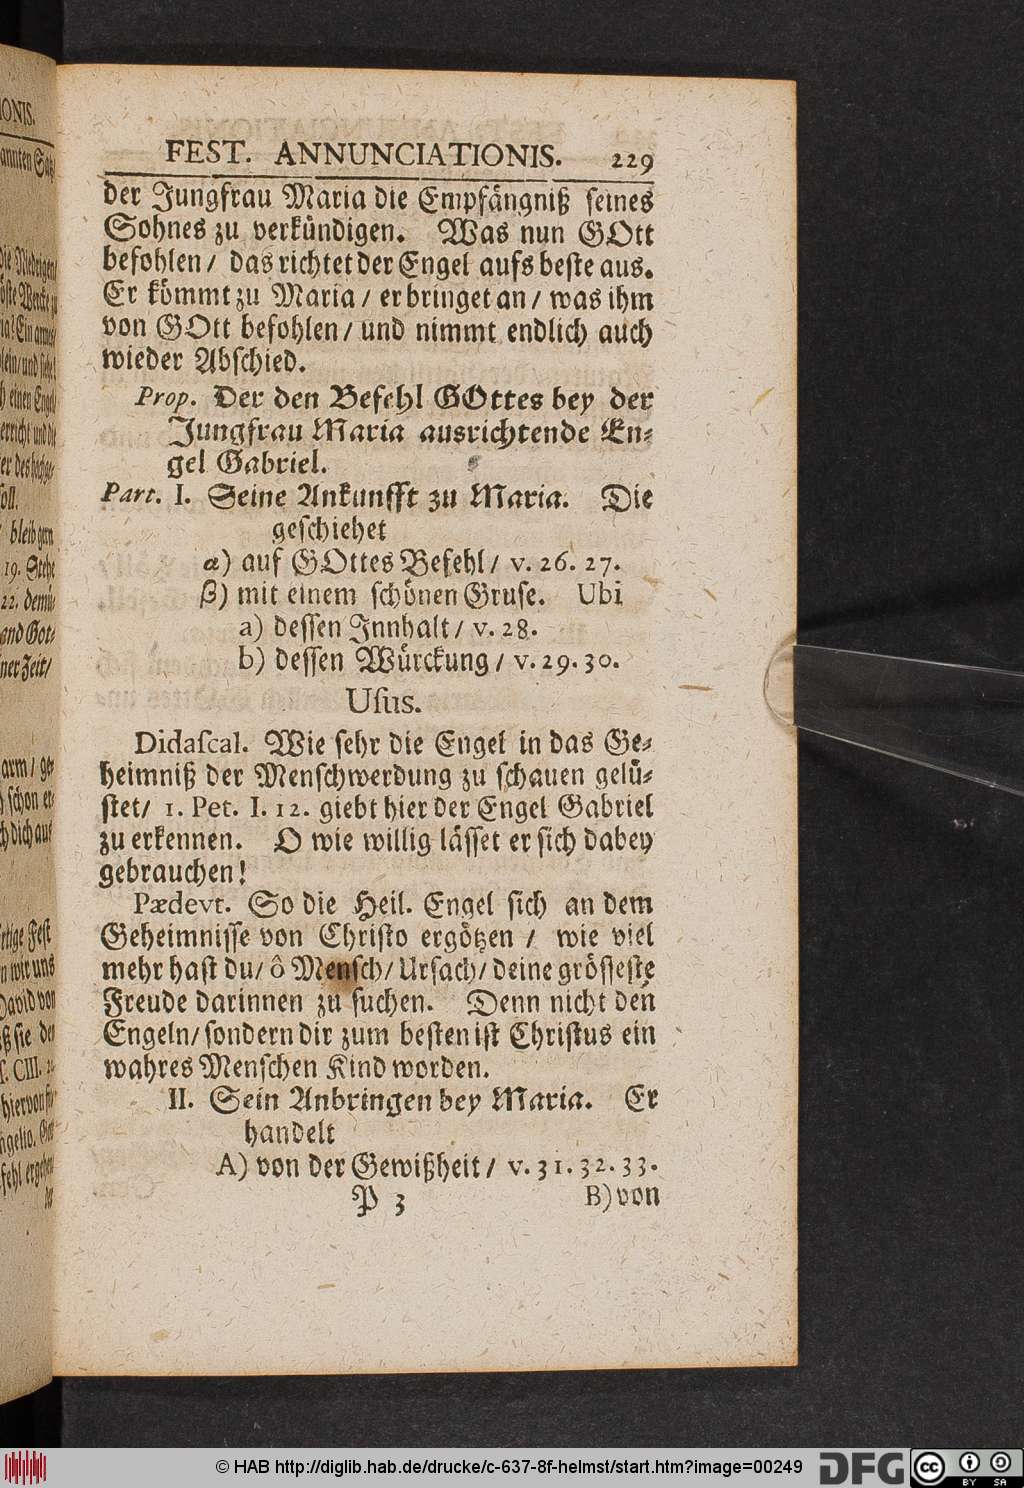 FEST. ANNUNCIATIONIS. 229
der Jungfrau Maria die Empfängniß seines
Sohnes zu verkündigen. Was nun GOtt
befohlen / das richtet der Engel aufs beste aus.
Er kömmt zu Maria / er bringet an / was ihm
von GOtt befohlen / und nimmt endlich auch
wieder Abschied.
Prop. Der den Befehl GOttes bey der
Jungfrau Maria ausrichtende En-
gel Gabriel.
Part. I. Seine Ankunfft zu Maria. Die
geschiehet
α) auf GOttes Befehl / v. 26. 27.
β) mit einem schönen Gruse. Ubi
a) dessen Innhalt / v. 28.
b) dessen Würckung / v. 29. 30.
Usus.
Didascal. Wie sehr die Engel in das Ge-
heimniß der Menschwerdung zu schauen gelü-
stet / 1. Pet. I. 12. giebt hier der Engel Gabriel
zu erkennen. O wie willig lässet er sich dabey
gebrauchen!
Pædevt. So die Heil. Engel sich an dem
Geheimnisse von Christo ergötzen / wie viel
mehr hast du / ô Mensch / Ursach / deine grösseste
Freude darinnen zu suchen. Denn nicht den
Engeln / sondern dir zum besten ist Christus ein
wahres Menschen Kind worden.
II. Sein Anbringen bey Maria. Er
handelt
A) von der Gewißheit / v. 31. 32. 33.
P 3 B) von
© HAB http://diglib.hab.de/drucke/c-637-8f-helmst/start.htm?image=00249
DFG
cc BY SA